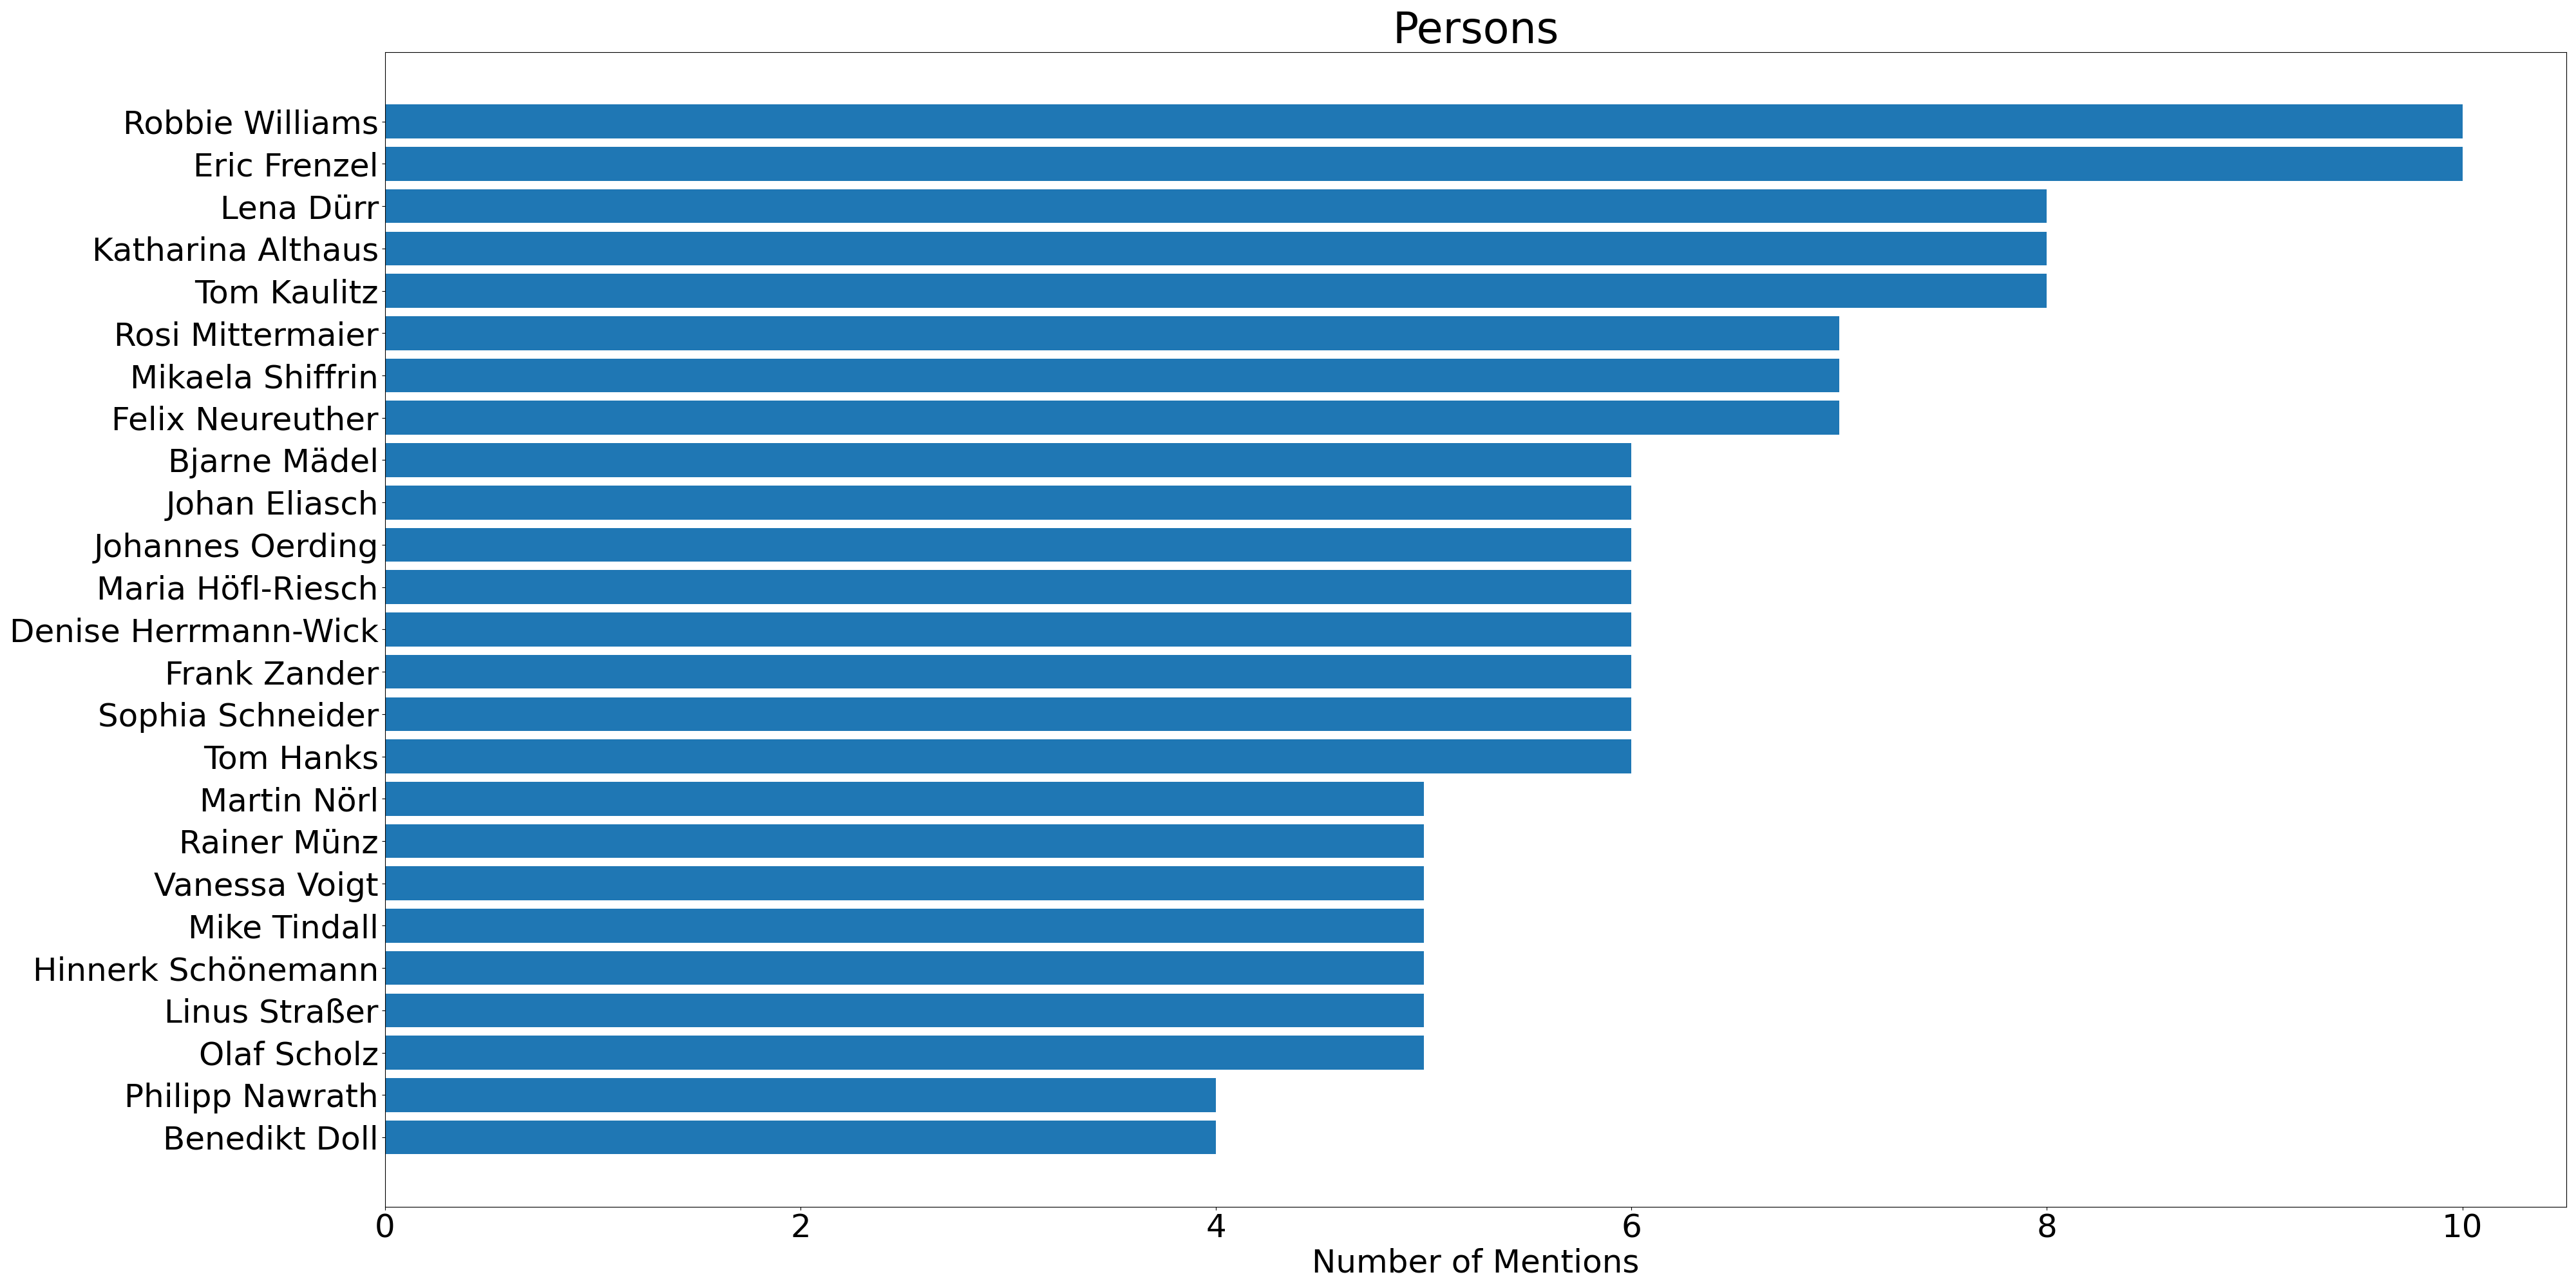 Persons
Robbie Williams
Eric Frenzel
Lena Dürr
Katharina Althaus
Tom Kaulitz
Rosi Mittermaier
Mikaela Shiffrin
Felix Neureuther
Bjarne Mädel
Johan Eliasch
Johannes Oerding
Maria Höfl-Riesch
Denise Herrmann-Wick
Frank Zander
Sophia Schneider
Tom Hanks
Martin Nörl
Rainer Münz
Vanessa Voigt
Mike Tindall
Hinnerk Schönemann
Linus Straßer
Olaf Scholz
Philipp Nawrath
Benedikt Doll
0 2 4 6 8 10
Number of Mentions